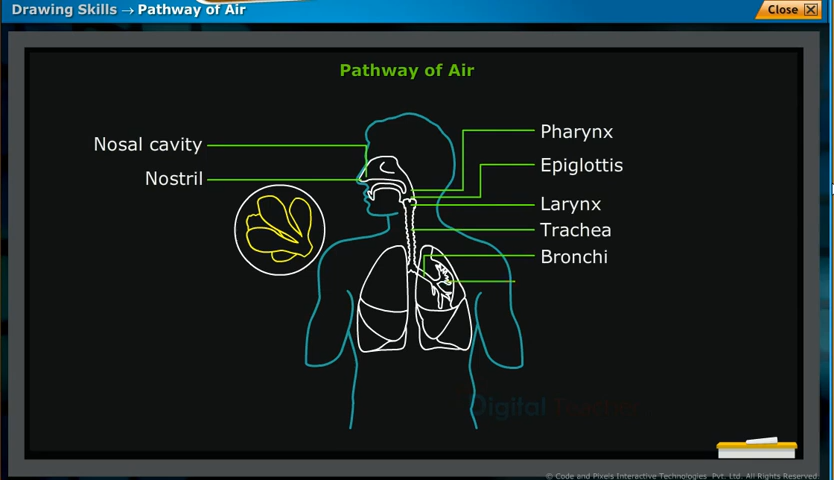 Drawing Skills → Pathway of Air
Close
Pathway of Air
Nosal cavity
Nostril
Pharynx
Epiglottis
Larynx
Trachea
Bronchi
Digital Teacher
© Code and Pixels Interactive Technologies Pvt. Ltd. All Rights Reserved.